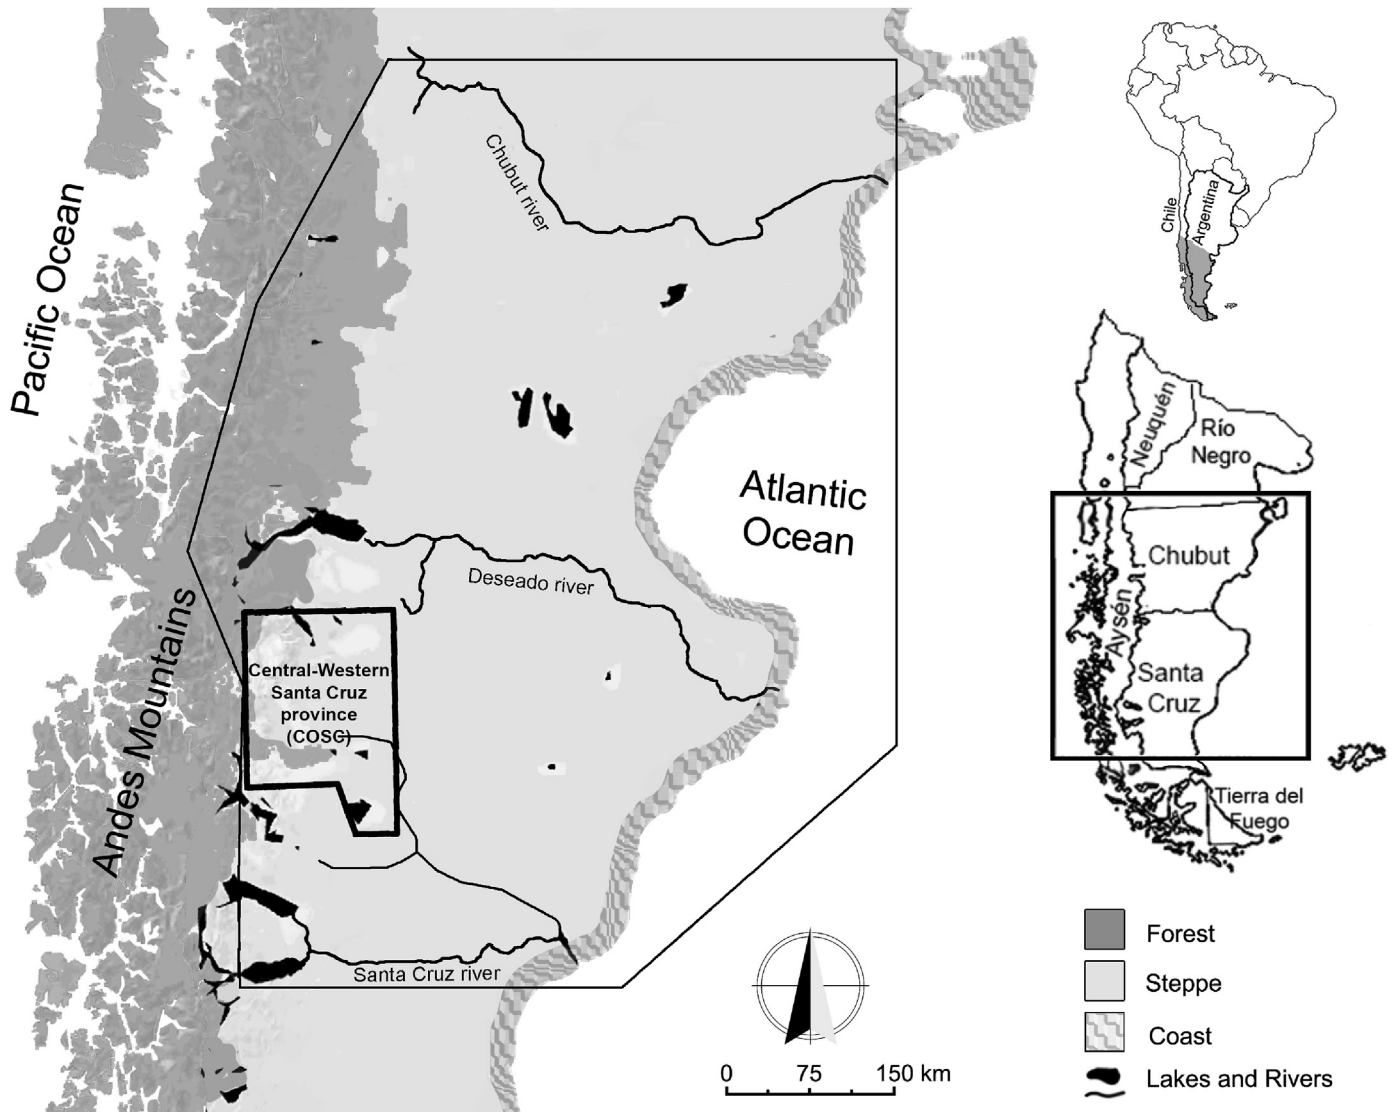 Pacific Ocean
Andes Mountains
Chubut river
Atlantic
Ocean
Deseado river
Central-Western
Santa Cruz
province
(COSC)
Santa Cruz river
0 75 150 km
Chile
Argentina
Neuquén
Río
Negro
Chubut
Aysén
Santa
Cruz
Tierra del
Fuego
Forest
Steppe
Coast
Lakes and Rivers